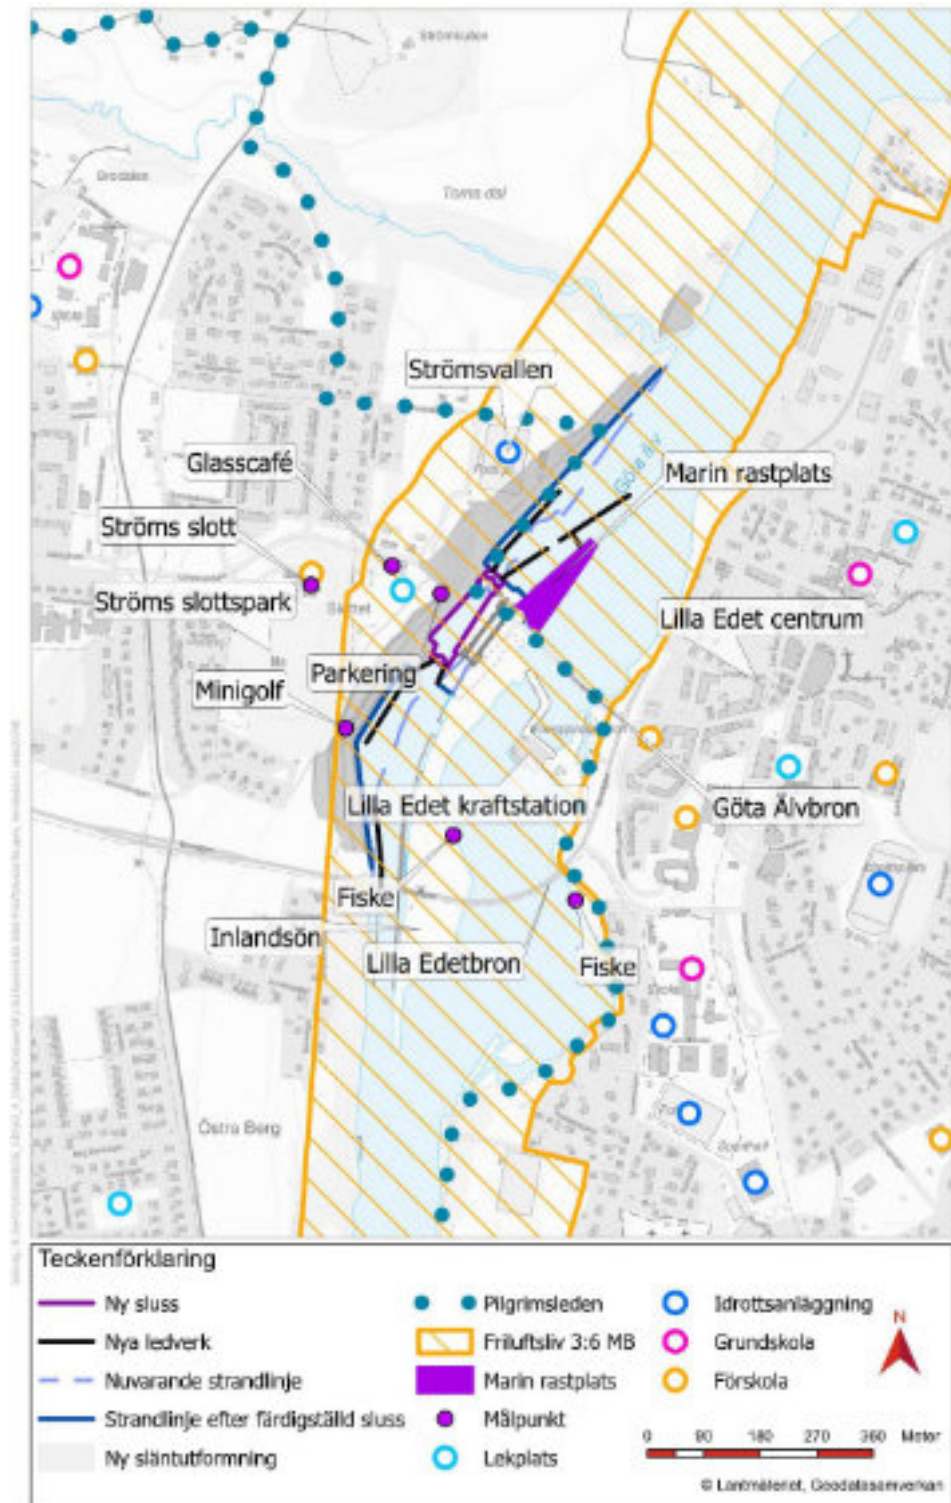 Strömsvallen
Göta älv
Glasscafé
Marin rastplats
Ströms slott
Slottet
Ströms slottspark
Lilla Edet centrum
Parkering
Minigolf
Lilla Edet kraftstation
Göta Älvbron
Fiske
Inlandsön
Lilla Edetbron
Fiske
Östra Berg
Teckenförklaring
Ny sluss
Nya ledverk
Nuvarande strandlinje
Strandlinje efter färdigställd sluss
Ny släntutformning
Pilgrimsleden
Friluftsliv 3:6 MB
Marin rastplats
Målpunkt
Lekplats
Idrottsanläggning
Grundskola
Förskola
N
0 90 180 270 360 Meter
© Lantmäteriet, Geodatasamverkan